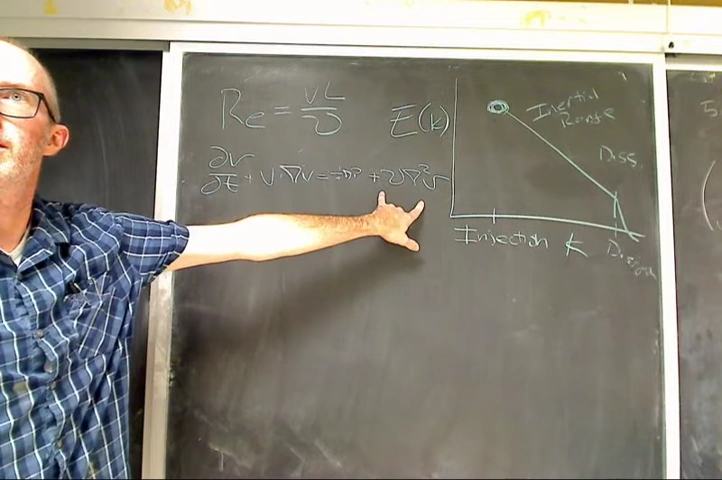 Re = vL/ν
E(k)
∂v/∂t + v·∇v = + ν∇²v
Inertial
Range
Diss.
Injection
K